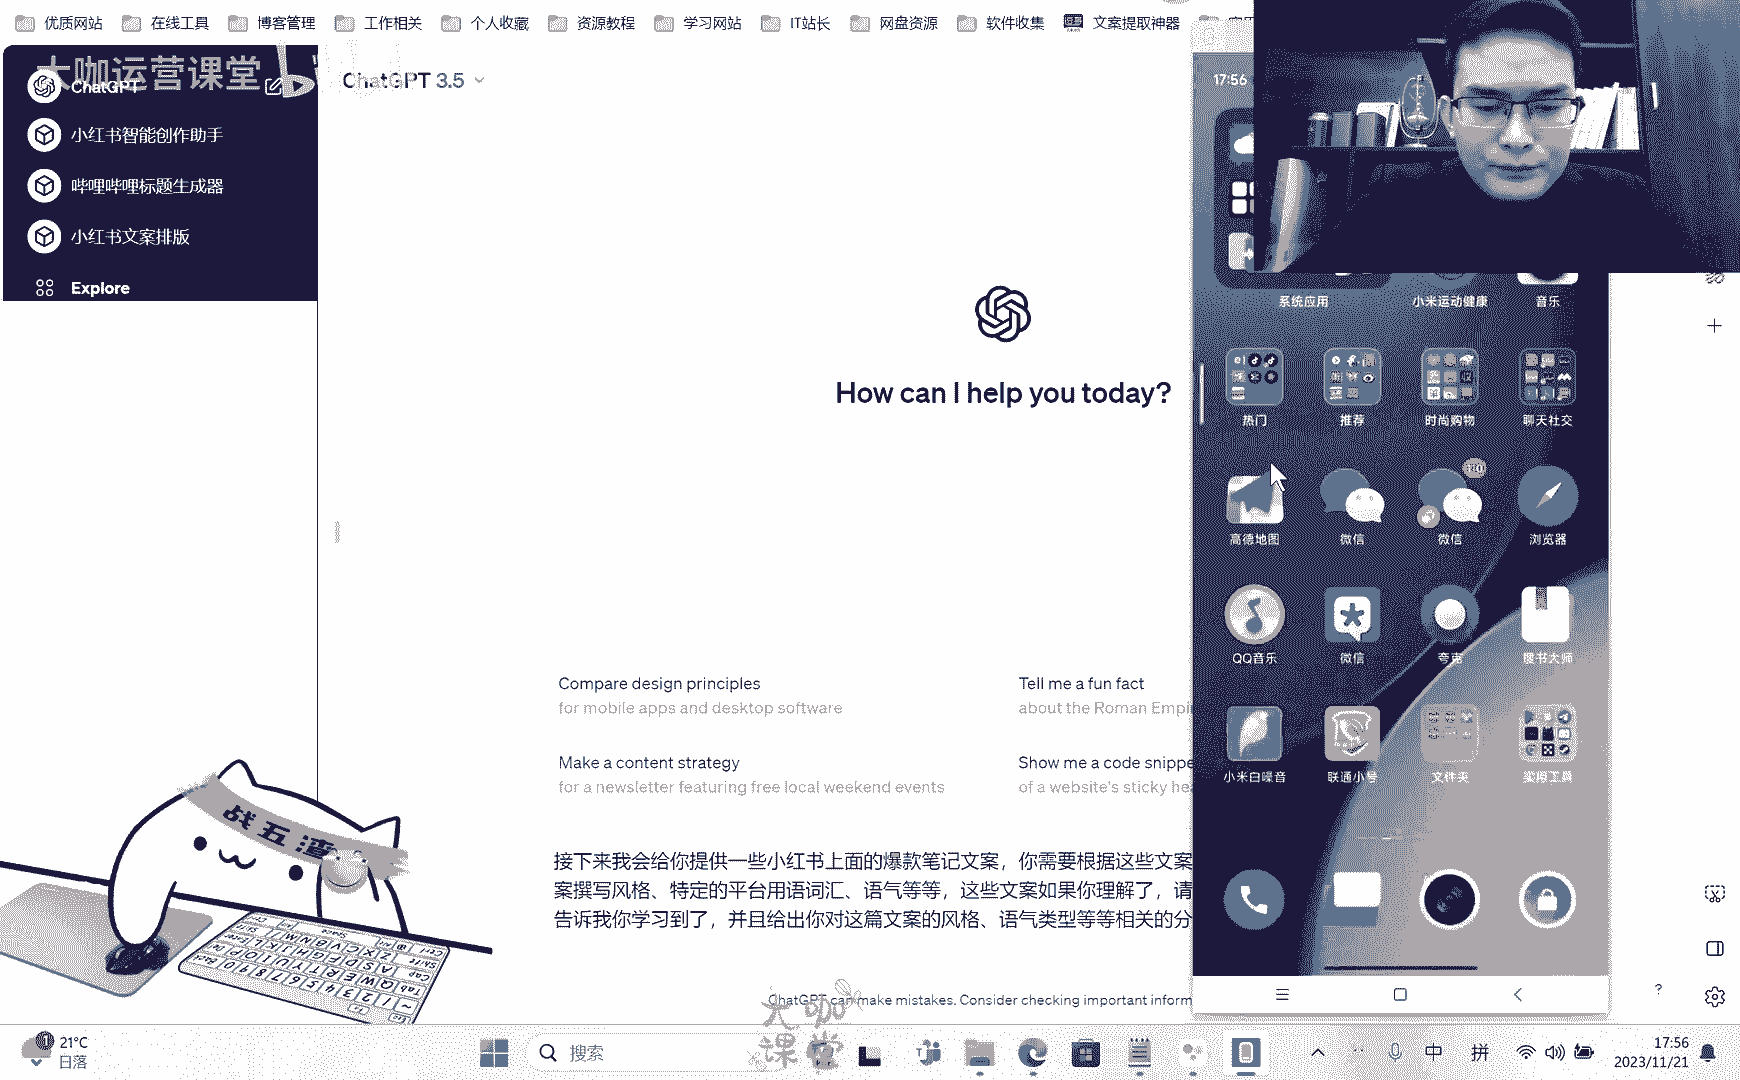 优质网站 在线工具 博客管理 工作相关 个人收藏 资源教程 学习网站 IT站长 网盘资源 软件收集 文案提取神器
大咖运营课堂
ChatGPT
小红书智能创作助手
哔哩哔哩标题生成器
小红书文案排版
Explore
ChatGPT 3.5
How can I help you today?
Compare design principles
for mobile apps and desktop software
Tell me a fun fact
about the Roman Empi
Make a content strategy
for a newsletter featuring free local weekend events
Show me a code snippe
of a website's sticky hea
接下来我会给你提供一些小红书上面的爆款笔记文案，你需要根据这些文案
案撰写风格、特定的平台用语词汇、语气等等，这些文案如果你理解了，请
告诉我你学习到了，并且给出你对这篇文案的风格、语气类型等等相关的分
ChatGPT can make mistakes. Consider checking important inform
17:56
系统应用 小米运动健康 音乐
热门 推荐 时尚购物 聊天社交
高德地图 微信 微信 浏览器
QQ音乐 微信 夸克 搜书大师
小米白噪音 联通小号 文件夹 实用工具
战五渣
大咖
课堂
21°C
日落
搜索
中 拼
17:56
2023/11/21